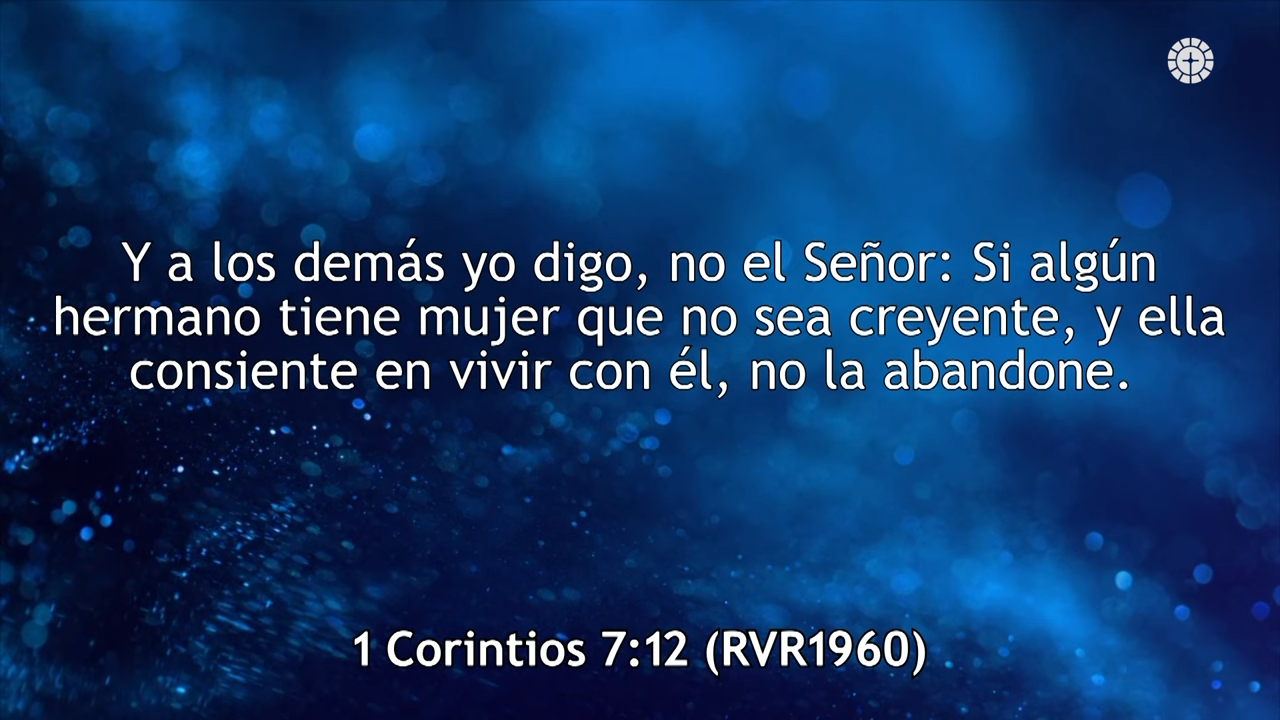 Y a los demás yo digo, no el Señor: Si algún
hermano tiene mujer que no sea creyente, y ella
consiente en vivir con él, no la abandone.
1 Corintios 7:12 (RVR1960)